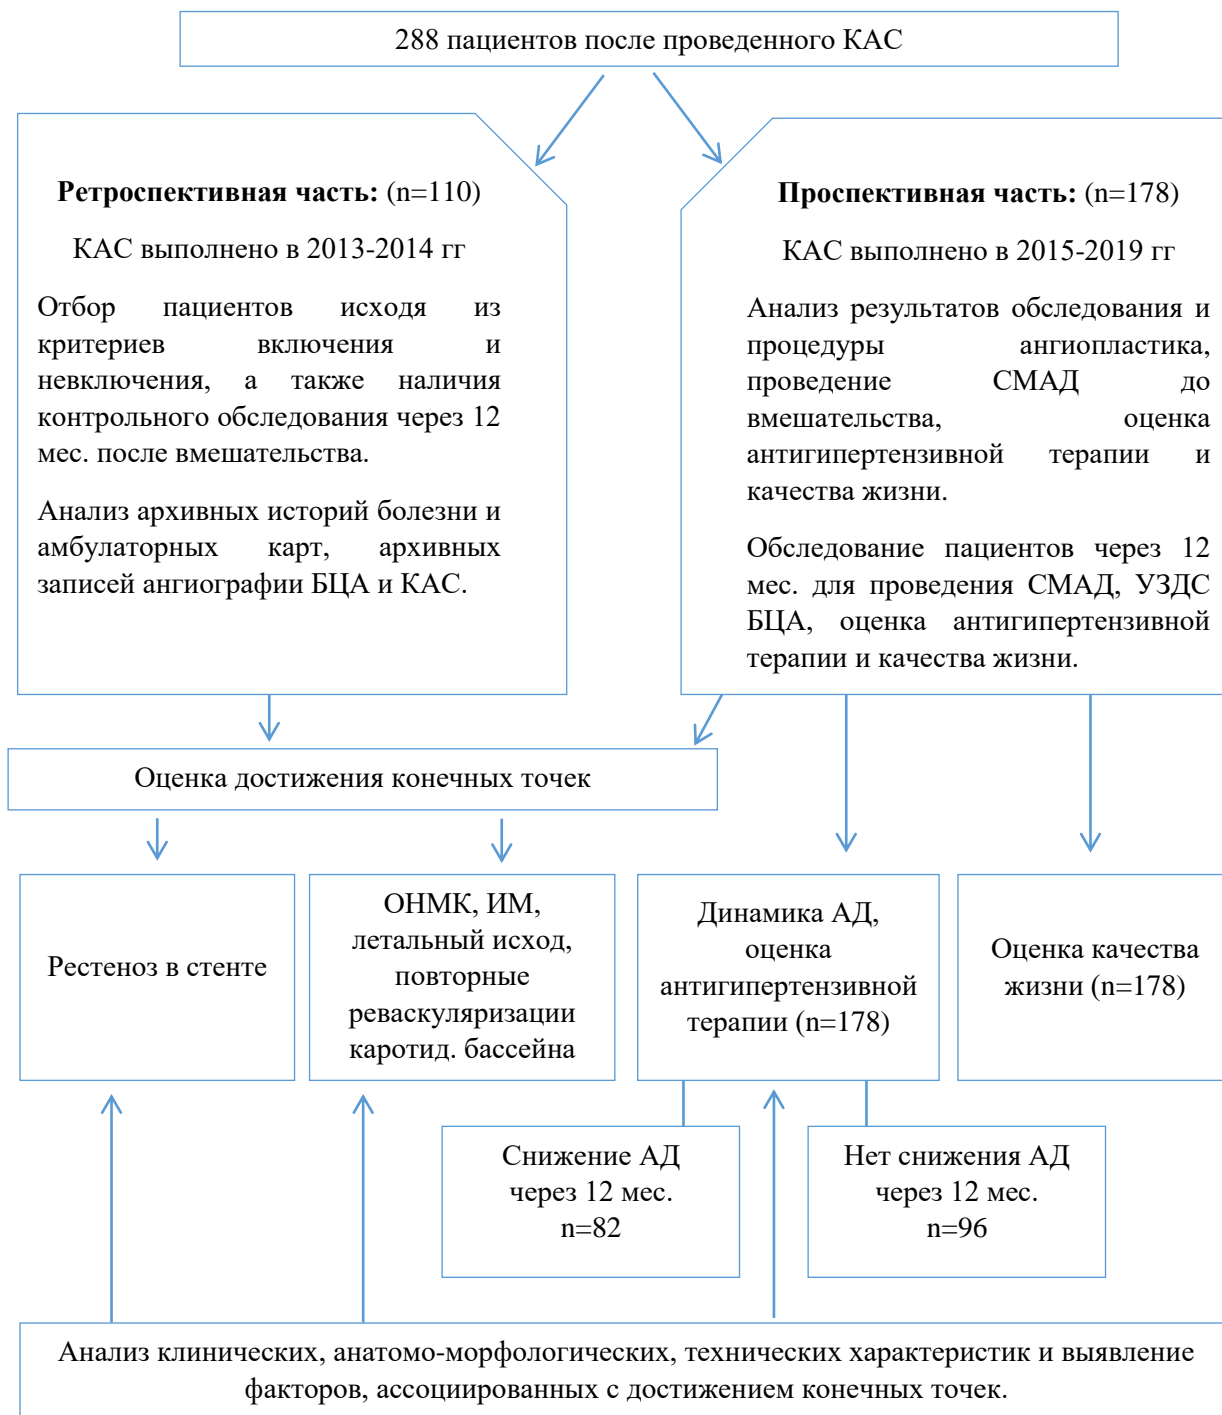 288 пациентов после проведенного КАС
Ретроспективная часть: (n=110)
КАС выполнено в 2013-2014 гг
Отбор пациентов исходя из
критериев включения и
невключения, а также наличия
контрольного обследования через 12
мес. после вмешательства.
Анализ архивных историй болезни и
амбулаторных карт, архивных
записей ангиографии БЦА и КАС.
Проспективная часть: (n=178)
КАС выполнено в 2015-2019 гг
Анализ результатов обследования и
процедуры ангиопластика,
проведение СМАД до
вмешательства, оценка
антигипертензивной терапии и
качества жизни.
Обследование пациентов через 12
мес. для проведения СМАД, УЗДС
БЦА, оценка антигипертензивной
терапии и качества жизни.
Оценка достижения конечных точек
Рестеноз в стенте
ОНМК, ИМ,
летальный исход,
повторные
реваскуляризации
каротид. бассейна
Динамика АД,
оценка
антигипертензивной
терапии (n=178)
Оценка качества
жизни (n=178)
Снижение АД
через 12 мес.
n=82
Нет снижения АД
через 12 мес.
n=96
Анализ клинических, анатомо-морфологических, технических характеристик и выявление
факторов, ассоциированных с достижением конечных точек.